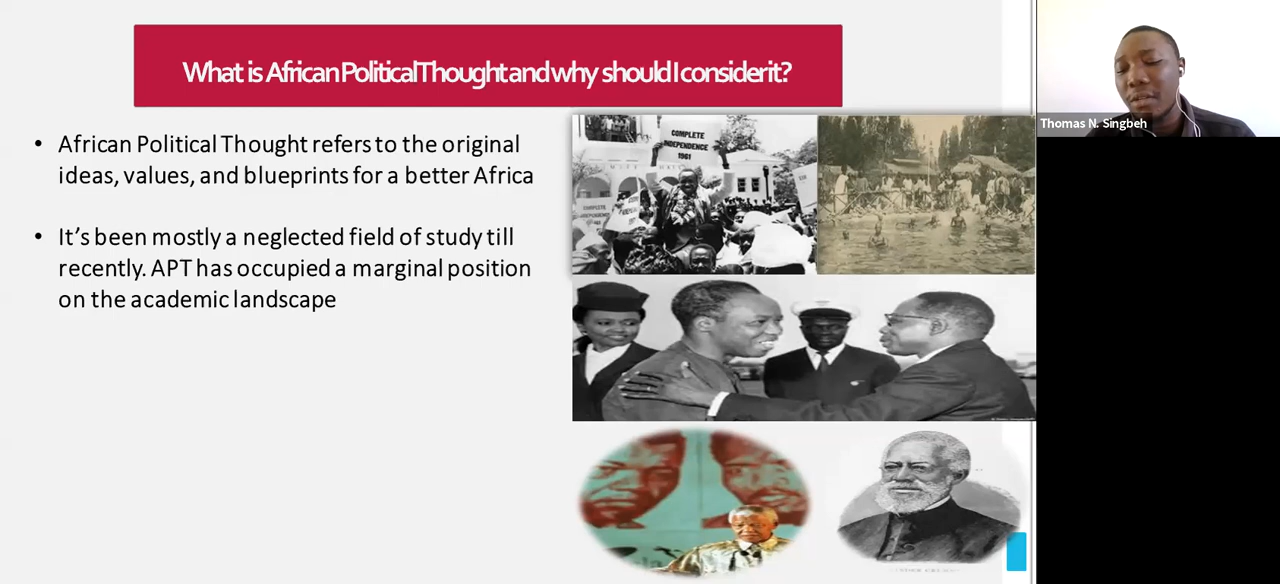 What is African Political Thought and why should I consider it?
• African Political Thought refers to the original
ideas, values, and blueprints for a better Africa
• It's been mostly a neglected field of study till
recently. APT has occupied a marginal position
on the academic landscape
COMPLETE
INDEPENDENCE
1961
COMPLETE
Thomas N. Singbeh